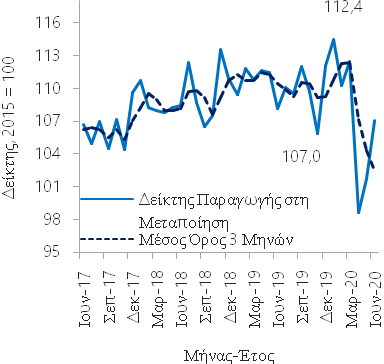 112,4
116
113
110
107
104
101
98
95
Δείκτης, 2015 = 100
107,0
Δείκτης Παραγωγής στη
Μεταποίηση
Μέσος Όρος 3 Μηνών
Ιουν-17
Σεπ-17
Δεκ-17
Μαρ-18
Ιουν-18
Σεπ-18
Δεκ-18
Μαρ-19
Ιουν-19
Σεπ-19
Δεκ-19
Μαρ-20
Ιουν-20
Μήνας-Έτος